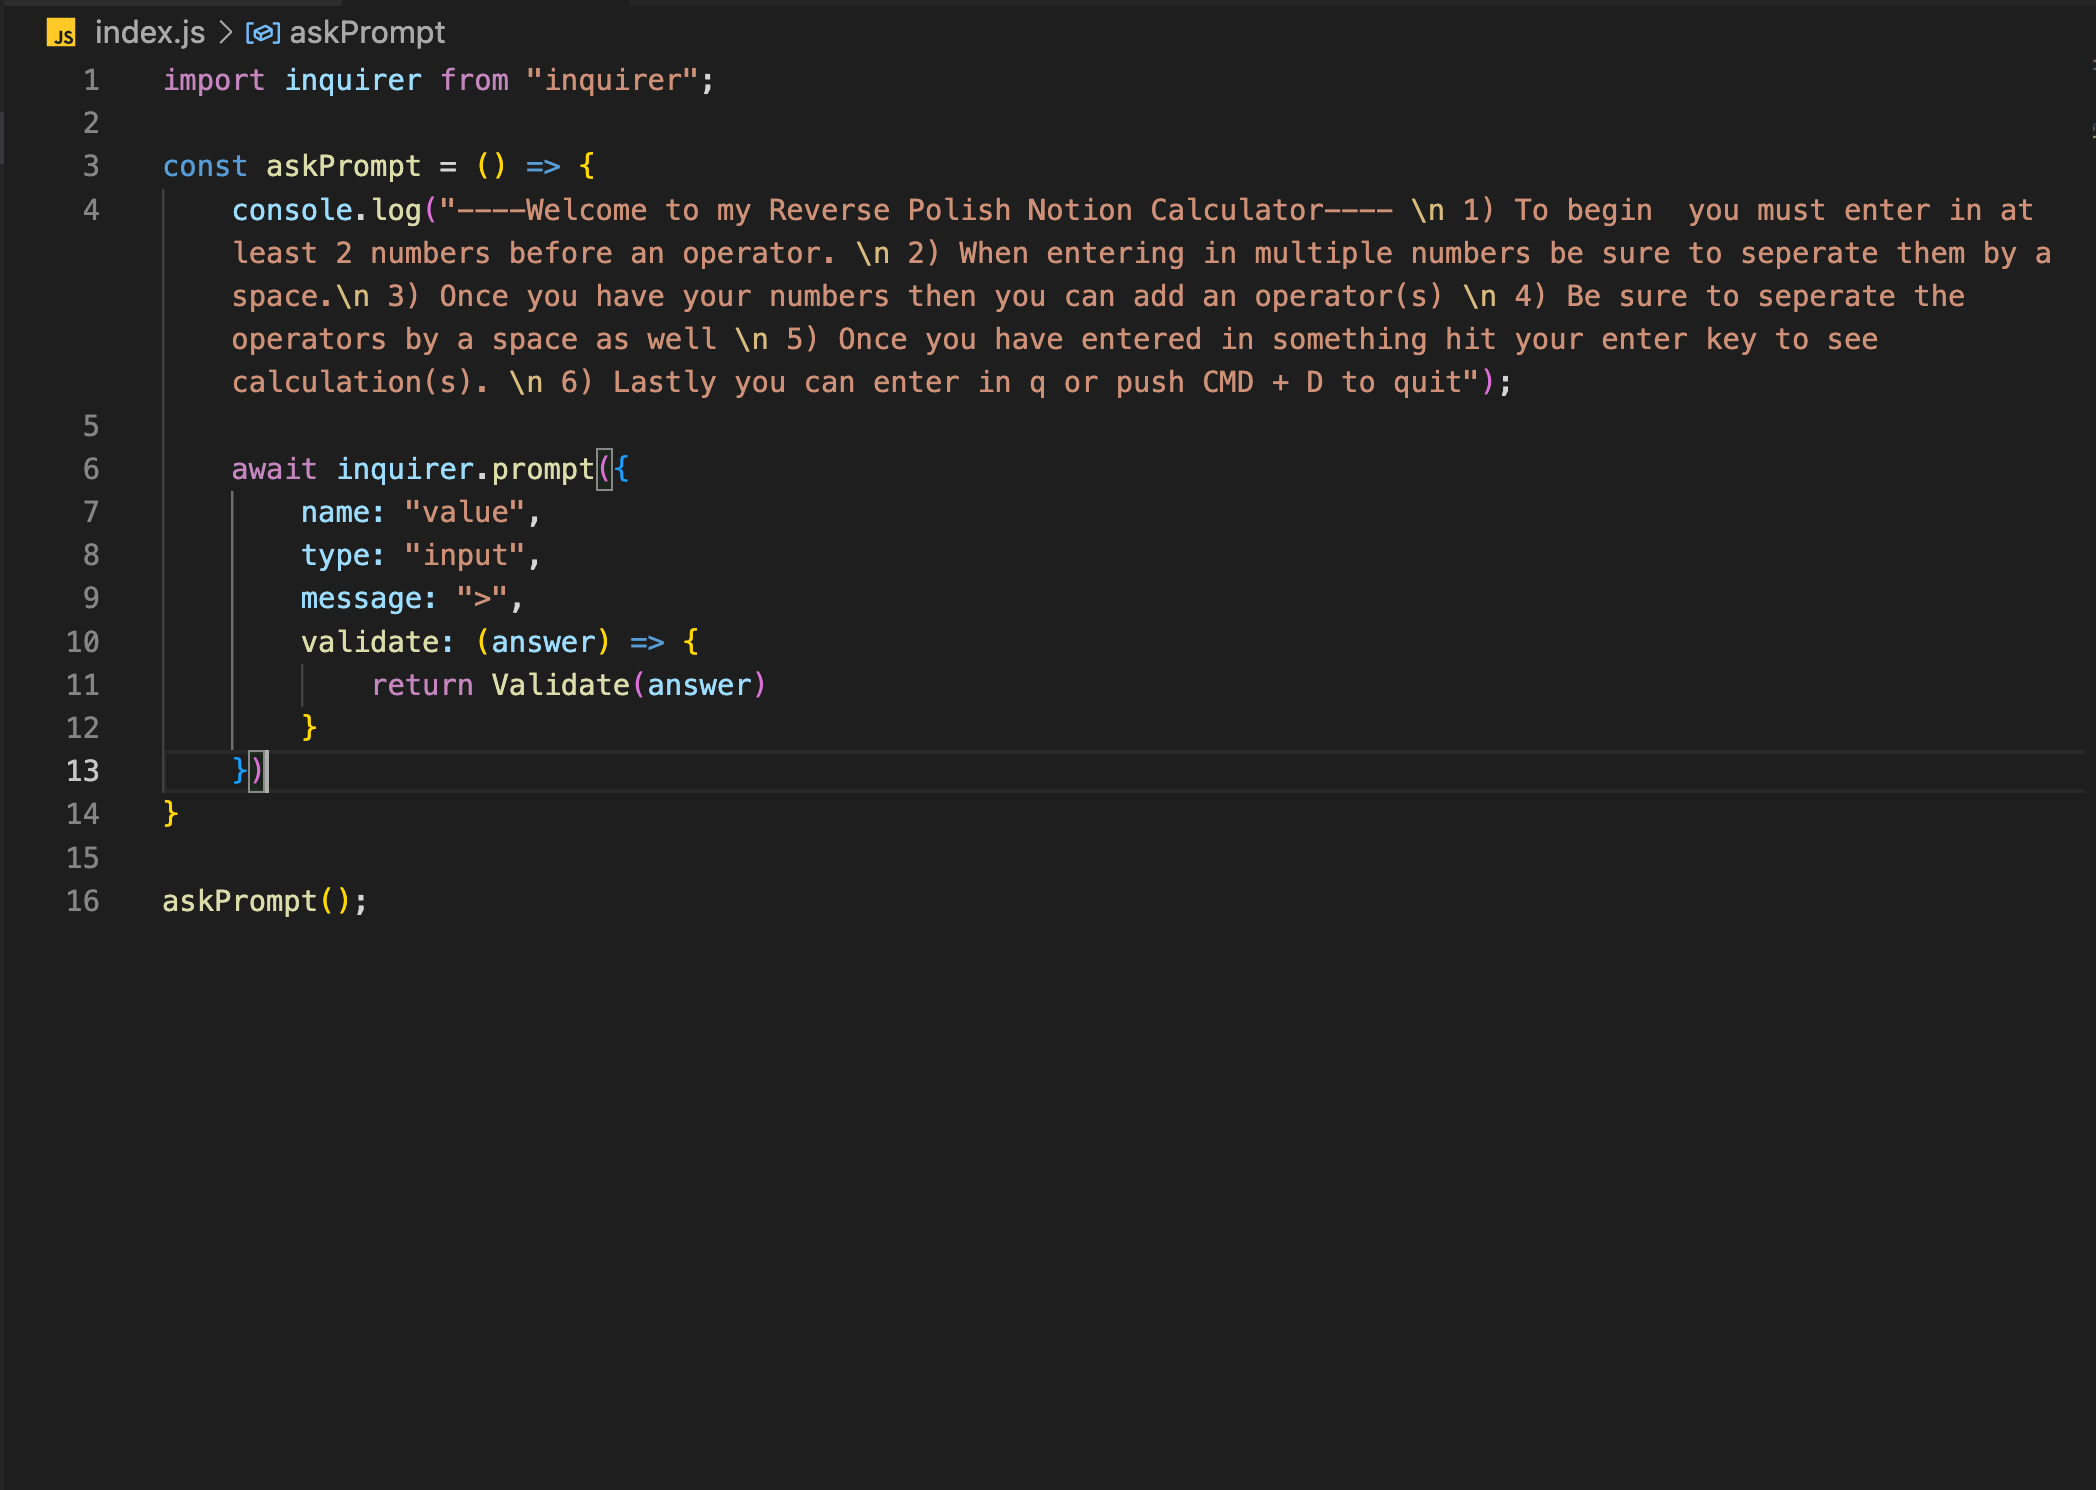 JS index.js > askPrompt
1 import inquirer from "inquirer";
2
3 const askPrompt = () => {
4 console.log("----Welcome to my Reverse Polish Notion Calculator---- \n 1) To begin  you must enter in at
least 2 numbers before an operator. \n 2) When entering in multiple numbers be sure to seperate them by a
space.\n 3) Once you have your numbers then you can add an operator(s) \n 4) Be sure to seperate the
operators by a space as well \n 5) Once you have entered in something hit your enter key to see
calculation(s). \n 6) Lastly you can enter in q or push CMD + D to quit");
5
6 await inquirer.prompt({
7 name: "value",
8 type: "input",
9 message: ">",
10 validate: (answer) => {
11 return Validate(answer)
12 }
13 })
14 }
15
16 askPrompt();